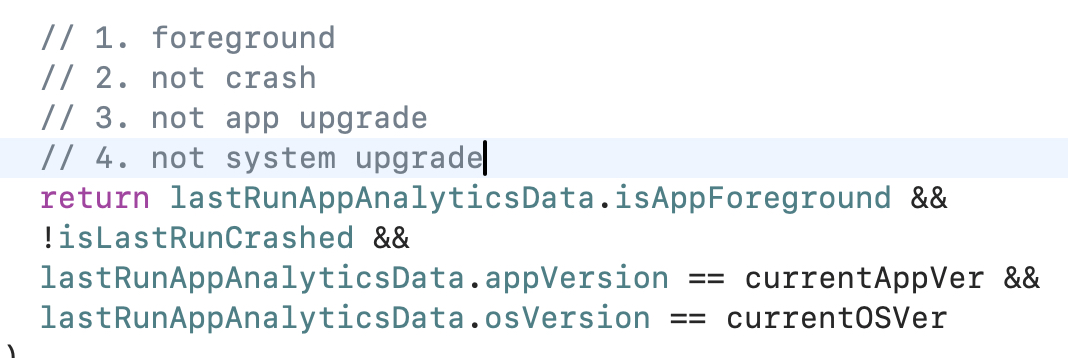 // 1. foreground
// 2. not crash
// 3. not app upgrade
// 4. not system upgrade
return lastRunAppAnalyticsData.isAppForeground &&
!isLastRunCrashed &&
lastRunAppAnalyticsData.appVersion == currentAppVer &&
lastRunAppAnalyticsData.osVersion == currentOSVer
)